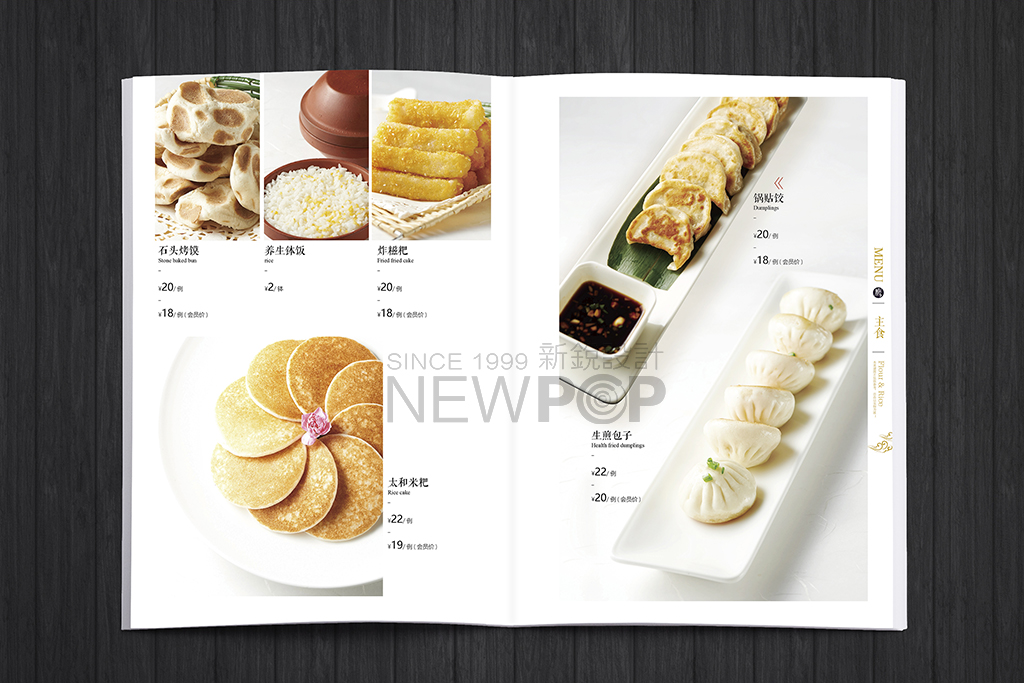 石头烤馍
Stone baked bun
¥20/例
¥18/例(会员价)
养生钵饭
rice
¥2/钵
炸糍粑
Fried fried cake
¥20/例
¥18/例(会员价)
太和米粑
Rice cake
¥22/例
¥19/例(会员价)
锅贴饺
Dumplings
¥20/例
¥18/例(会员价)
生煎包子
Health fried dumplings
¥22/例
¥20/例(会员价)
MENU
主食
Flour & Rice
SINCE 1999 新銳設計
NEWPOP